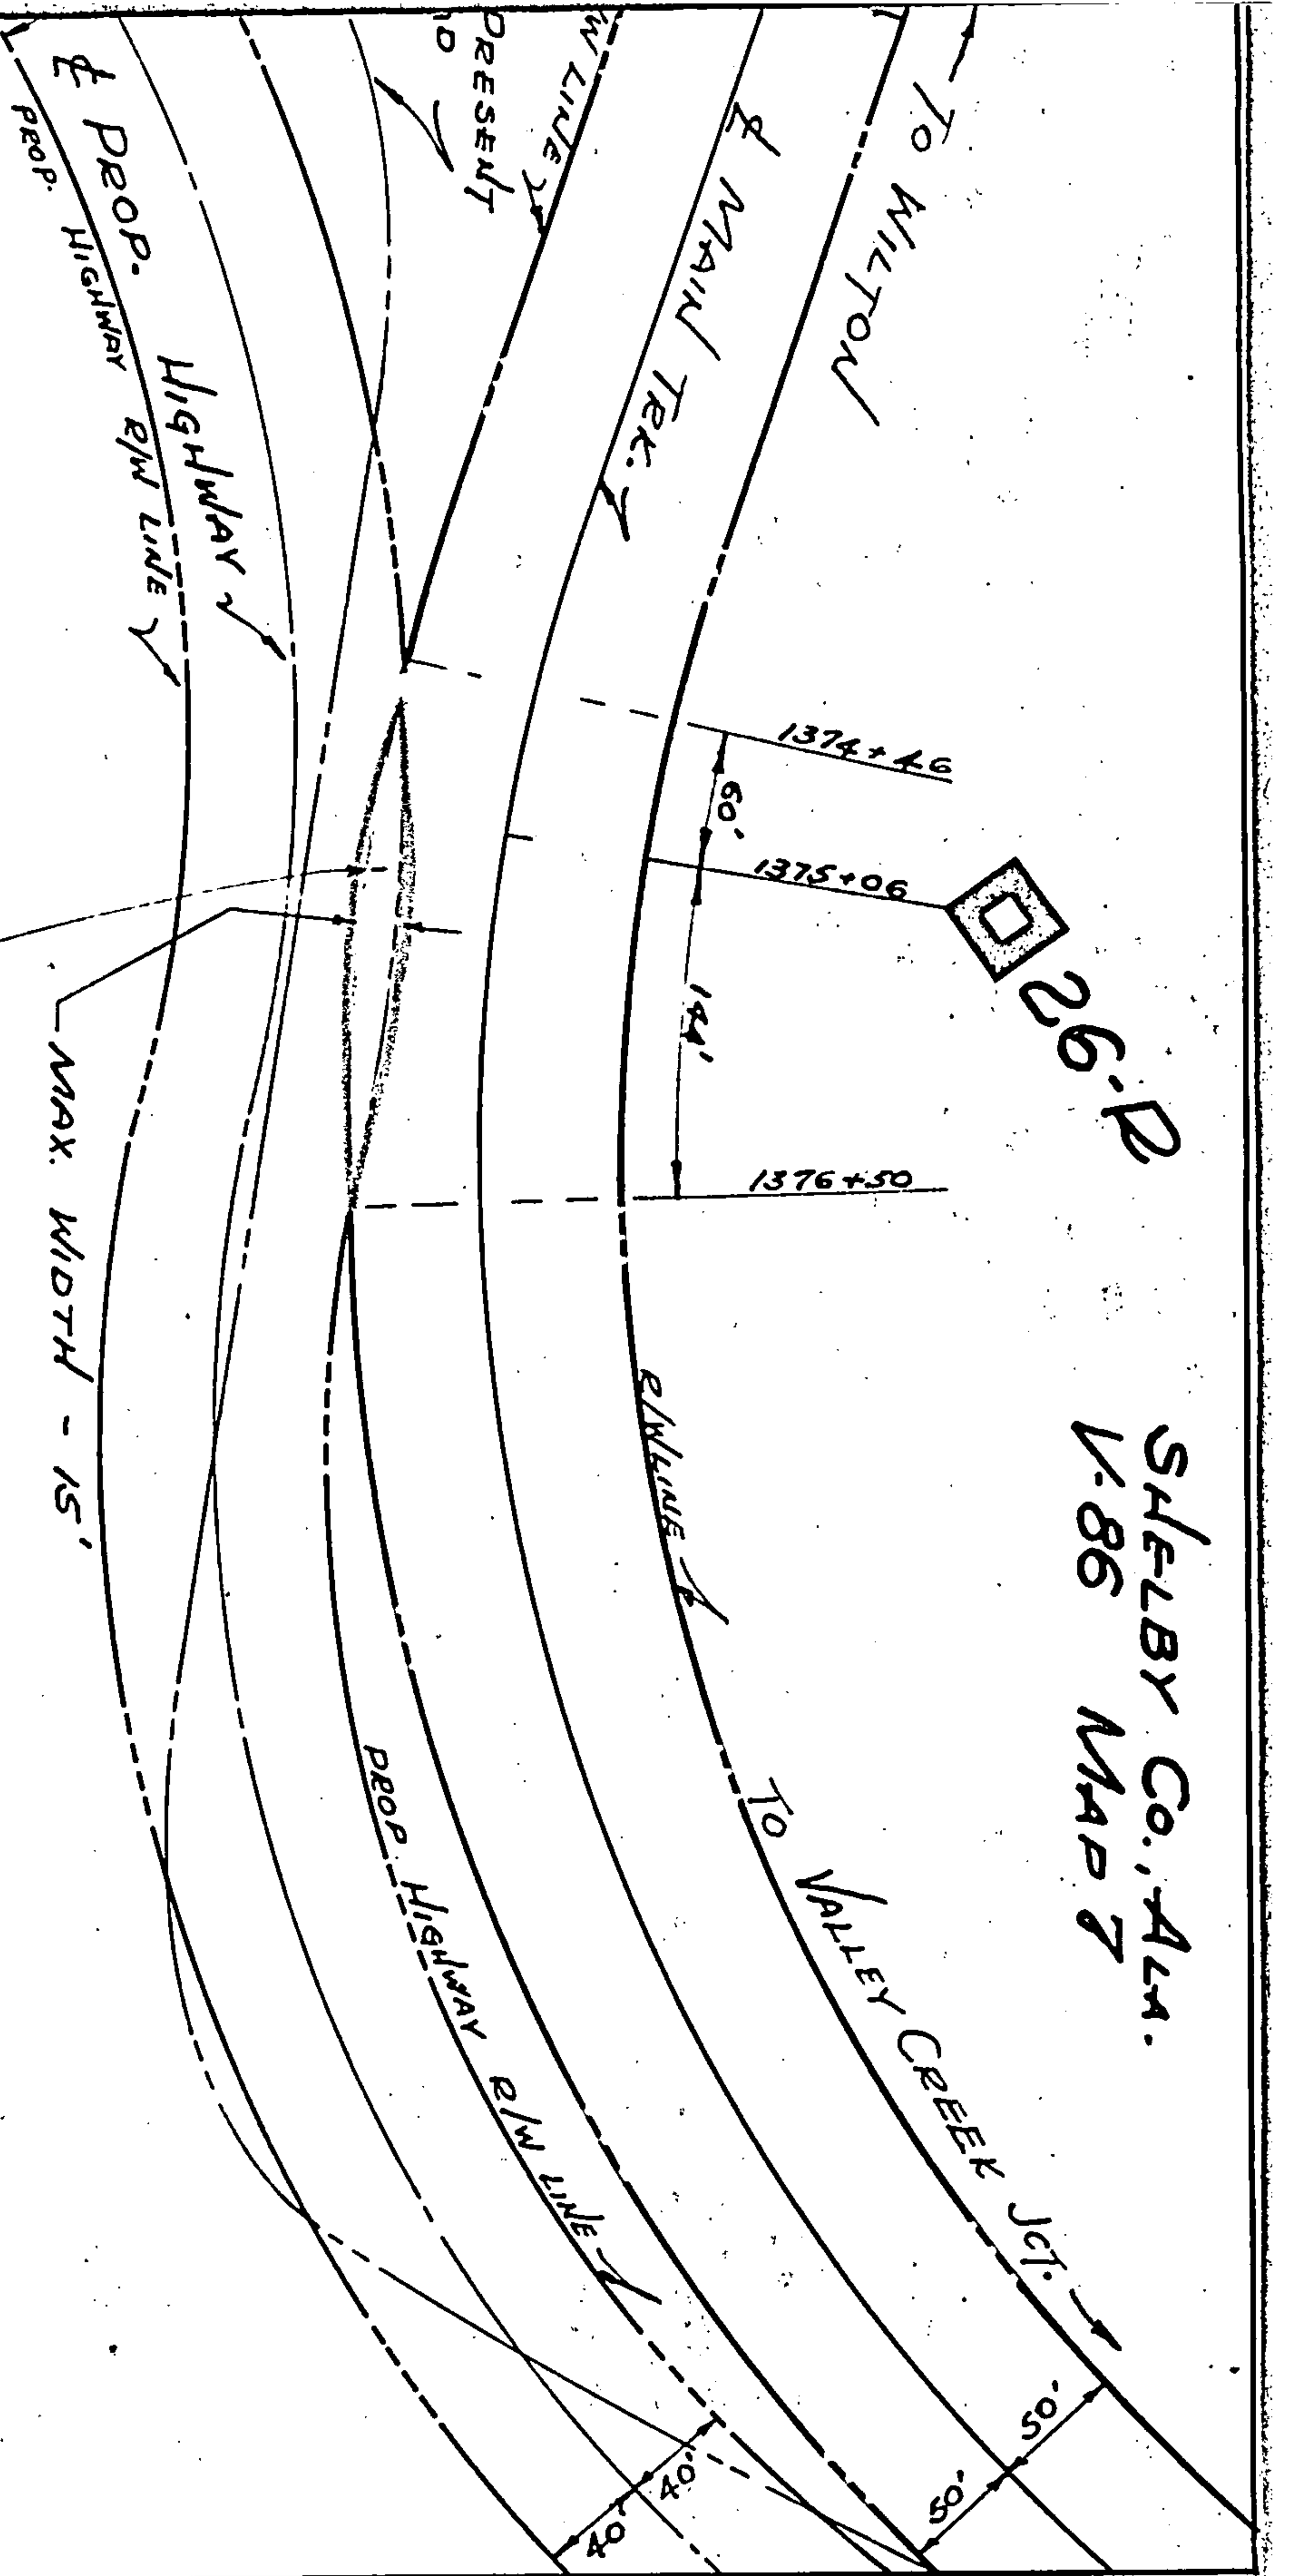 SHELBY CO., ALA.
V-86 MAP 7
26-R
TO WILTON
1374+46
60'
1375+06
144'
1376+50
TO VALLEY CREEK JCT.
℄ MAIN TRK.
R/W LINE
W LINE
PRESENT
PROP. HIGHWAY R/W LINE
℄ PROP. HIGHWAY
PROP. HIGHWAY R/W LINE
MAX. WIDTH - 15'
50'
50'
40'
40'